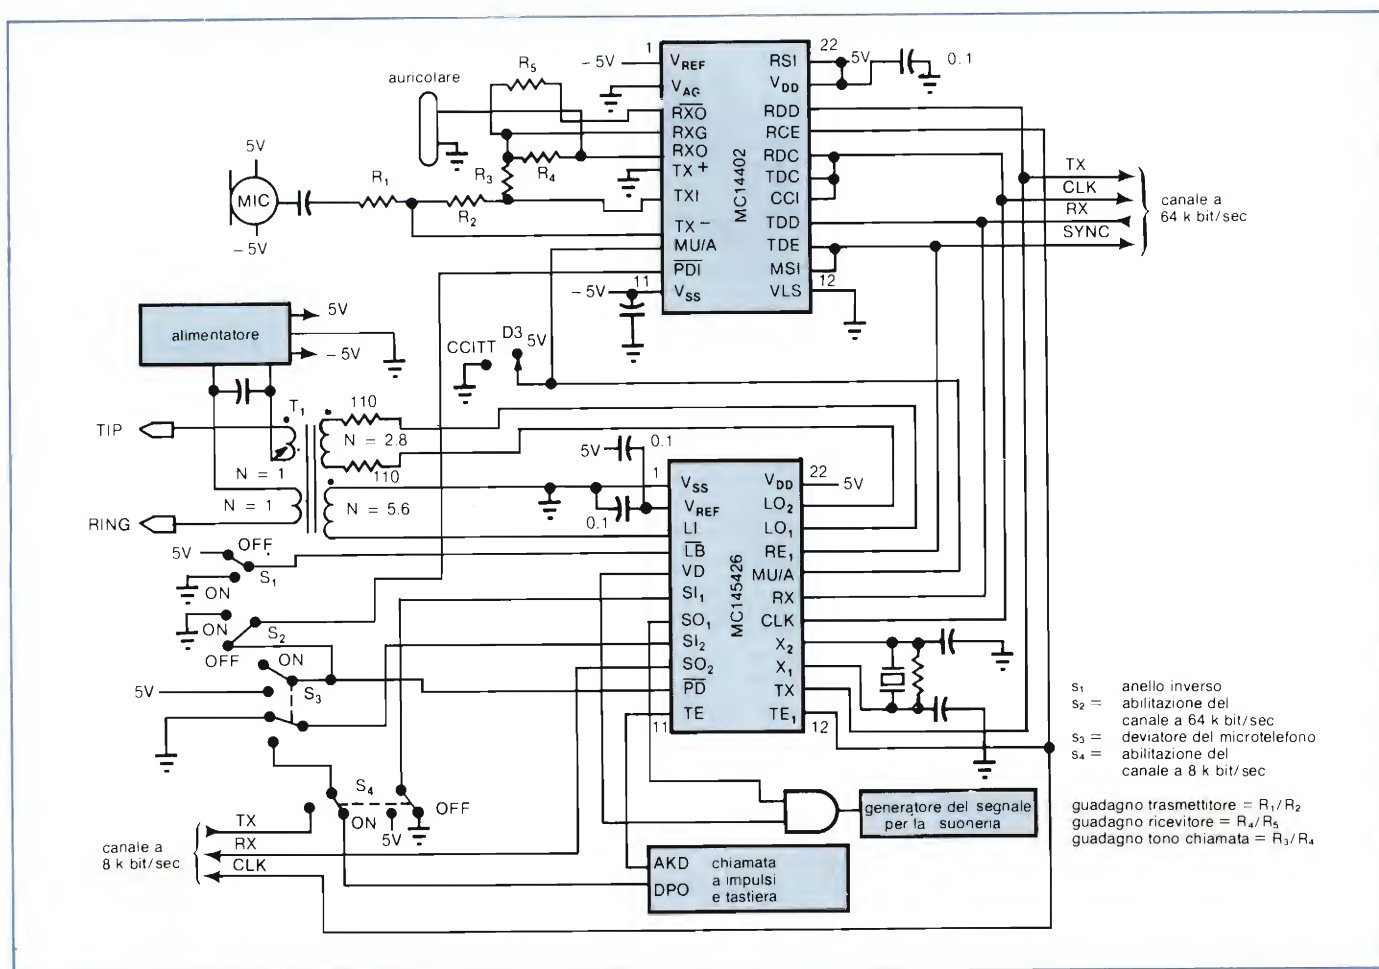 auricolare
R5
5V
MIC
– 5V
R1
R2
R3
R4
1
– 5V
VREF
VAG
RXO
RXG
RXO
TX +
TXI
TX –
MU/A
PDI
VSS
11
– 5V
MC14402
22
5V
0.1
RSI
VDD
RDD
RCE
RDC
TDC
CCI
TDD
TDE
MSI
VLS
12
TX
CLK
RX
SYNC
canale a
64 k bit/sec
alimentatore
5V
– 5V
CCITT
D3
5V
TIP
RING
T1
110
N = 2.8
110
N = 1
N = 1
N = 5.6
5V
0.1
0.1
1
VSS
VREF
LI
LB
VD
SI1
SO1
SI2
SO2
PD
TE
11
MC145426
22
5V
VDD
LO2
LO1
RE1
MU/A
RX
CLK
X2
X1
TX
TE1
12
5V
OFF
S1
ON
ON
S2
OFF
ON
S3
5V
S4
ON
5V
OFF
canale a
8 k bit/sec
TX
RX
CLK
generatore del segnale
per la suoneria
AKD
DPO
chiamata
a impulsi
e tastiera
S1 anello inverso
S2 = abilitazione del
canale a 64 k bit/sec
S3 = deviatore del microtelefono
S4 = abilitazione del
canale a 8 k bit/sec
guadagno trasmettitore = R1/R2
guadagno ricevitore = R4/R5
guadagno tono chiamata = R3/R4